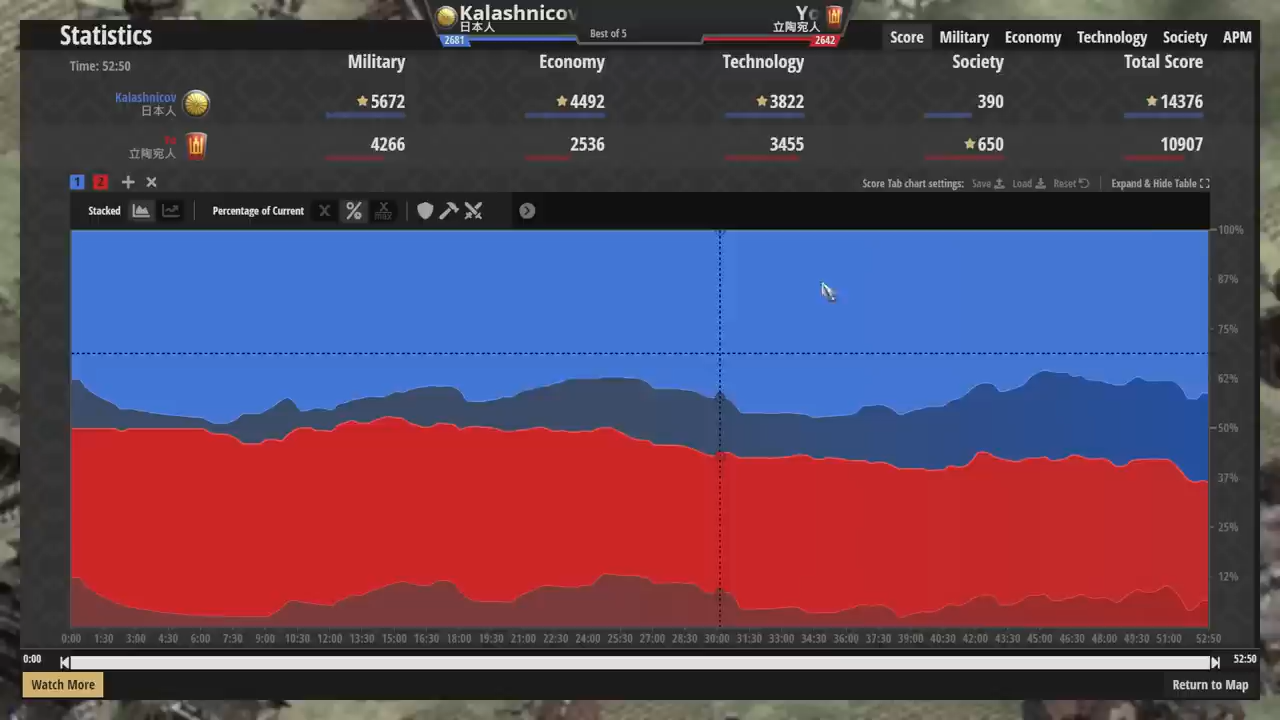 Kalashnicov
日本人
2681
Best of 5
Yo
立陶宛人
2642
Statistics
Score Military Economy Technology Society APM
Time: 52:50
Military Economy Technology Society Total Score
Kalashnicov
日本人
5672 4492 3822 390 14376
Yo
立陶宛人
4266 2536 3455 650 10907
1 2
Score Tab chart settings: Save Load Reset Expand & Hide Table
Stacked Percentage of Current X % X max
100%
87%
75%
62%
50%
37%
25%
12%
0:00 1:30 3:00 4:30 6:00 7:30 9:00 10:30 12:00 13:30 15:00 16:30 18:00 19:30 21:00 22:30 24:00 25:30 27:00 28:30 30:00 31:30 33:00 34:30 36:00 37:30 39:00 40:30 42:00 43:30 45:00 46:30 48:00 49:30 51:00 52:50
0:00 52:50
Watch More Return to Map